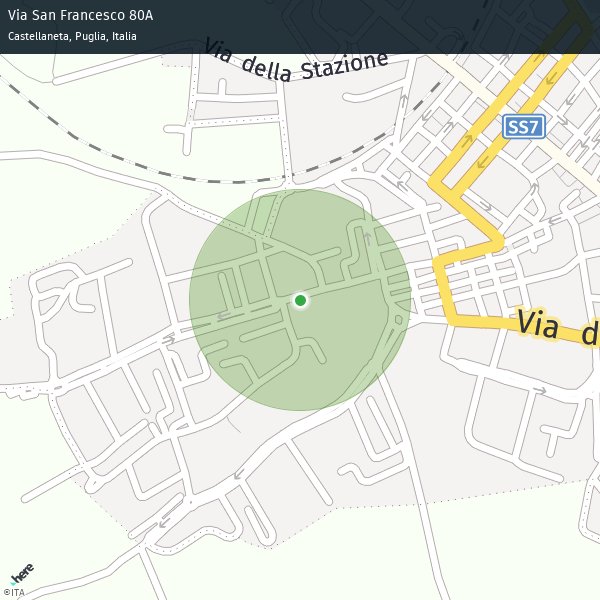 Via San Francesco 80A
Castellaneta, Puglia, Italia
Via della Stazione
SS7
Via d
here
©ITA